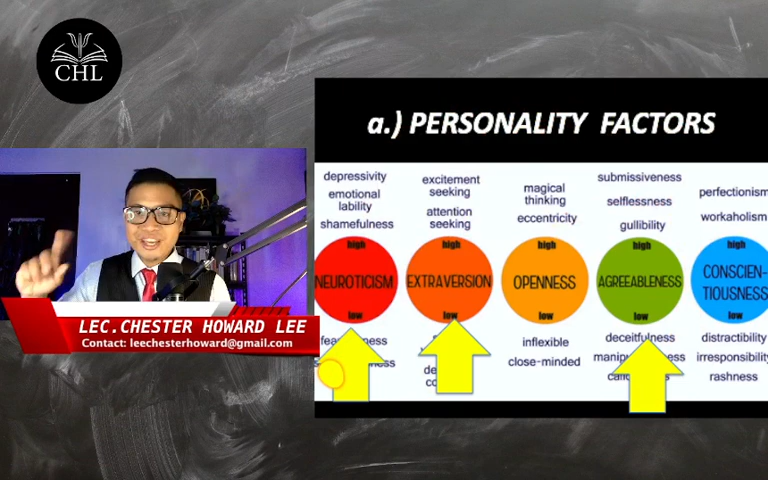 CHL
a.) PERSONALITY FACTORS
depressivity
emotional
lability
shamefulness
excitement
seeking
attention
seeking
magical
thinking
eccentricity
submissiveness
selflessness
gullibility
perfectionism
workaholism
high
NEUROTICISM
low
high
EXTRAVERSION
low
high
OPENNESS
low
high
AGREEABLENESS
low
high
CONSCIEN-
TIOUSNESS
low
inflexible
close-minded
deceitfulness
distractibility
irresponsibility
rashness
LEC.CHESTER HOWARD LEE
Contact: leechesterhoward@gmail.com